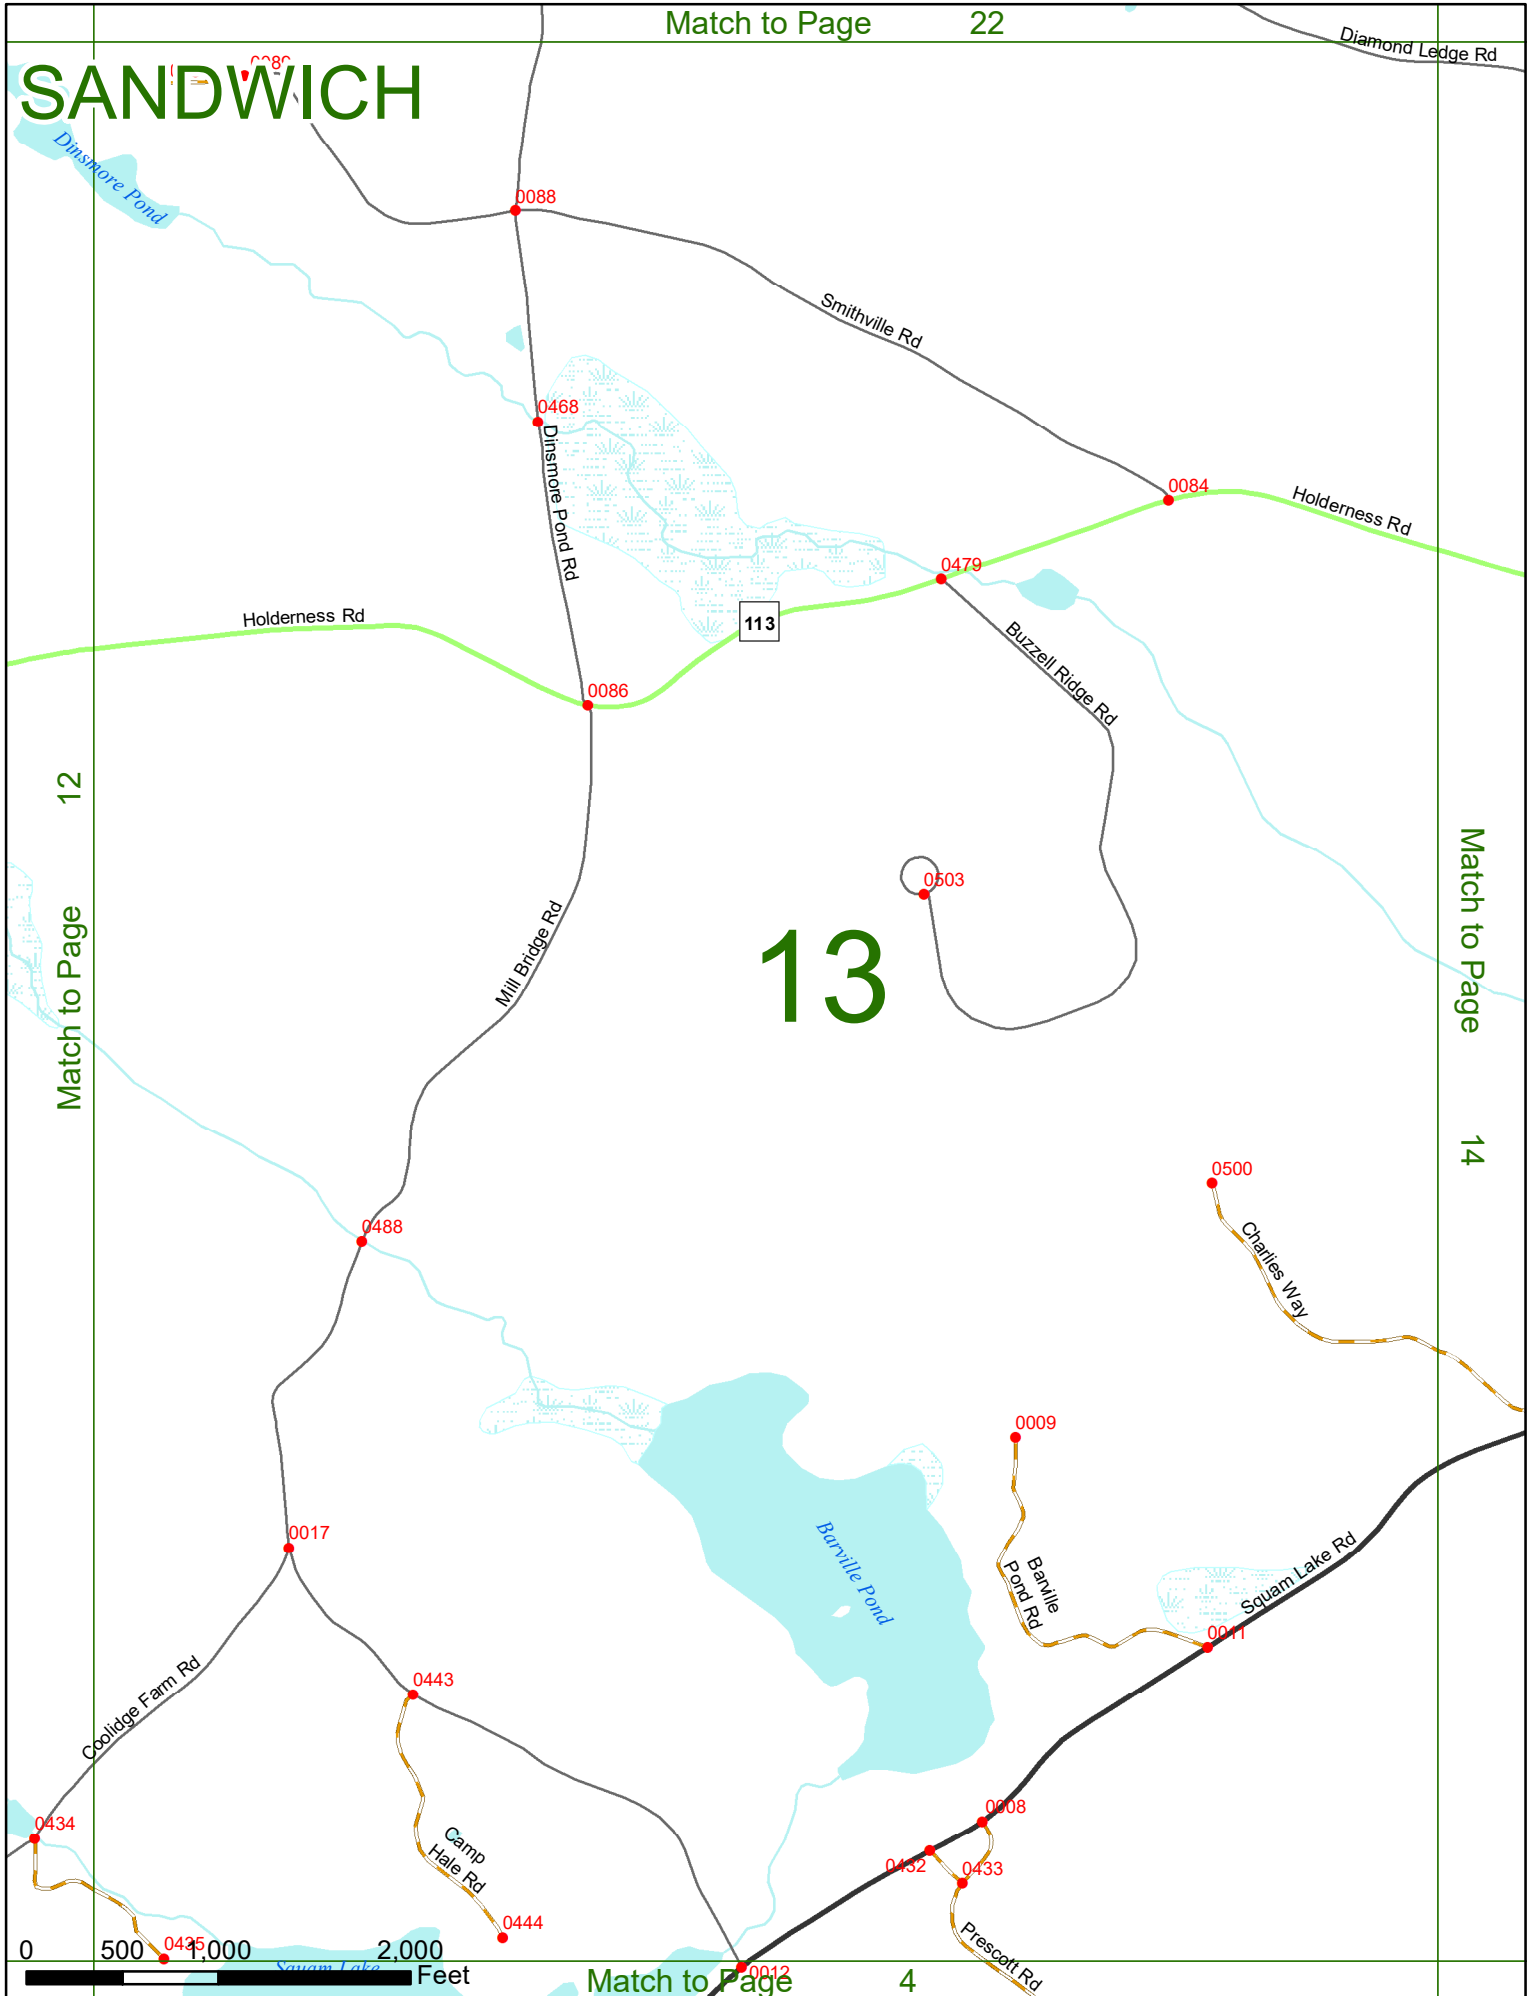 Match to Page 22
Diamond Ledge Rd
SANDWICH
0089
Dinsmore Pond
0088
Smithville Rd
0468
Dinsmore Pond Rd
0084
Holderness Rd
0479
Holderness Rd
113
Buzzell Ridge Rd
0086
Match to Page 12
Match to Page 14
0503
Mill Bridge Rd
13
0500
0488
Charlies Way
0009
Barville Pond
0017
Squam Lake Rd
Barville
Pond Rd
0011
Coolidge Farm Rd
0443
0008
0434
Camp
Hale Rd
0432
0433
0444
Prescott Rd
0435
0 500 1,000 2,000
Feet
Squam Lake
0012
Match to Page 4